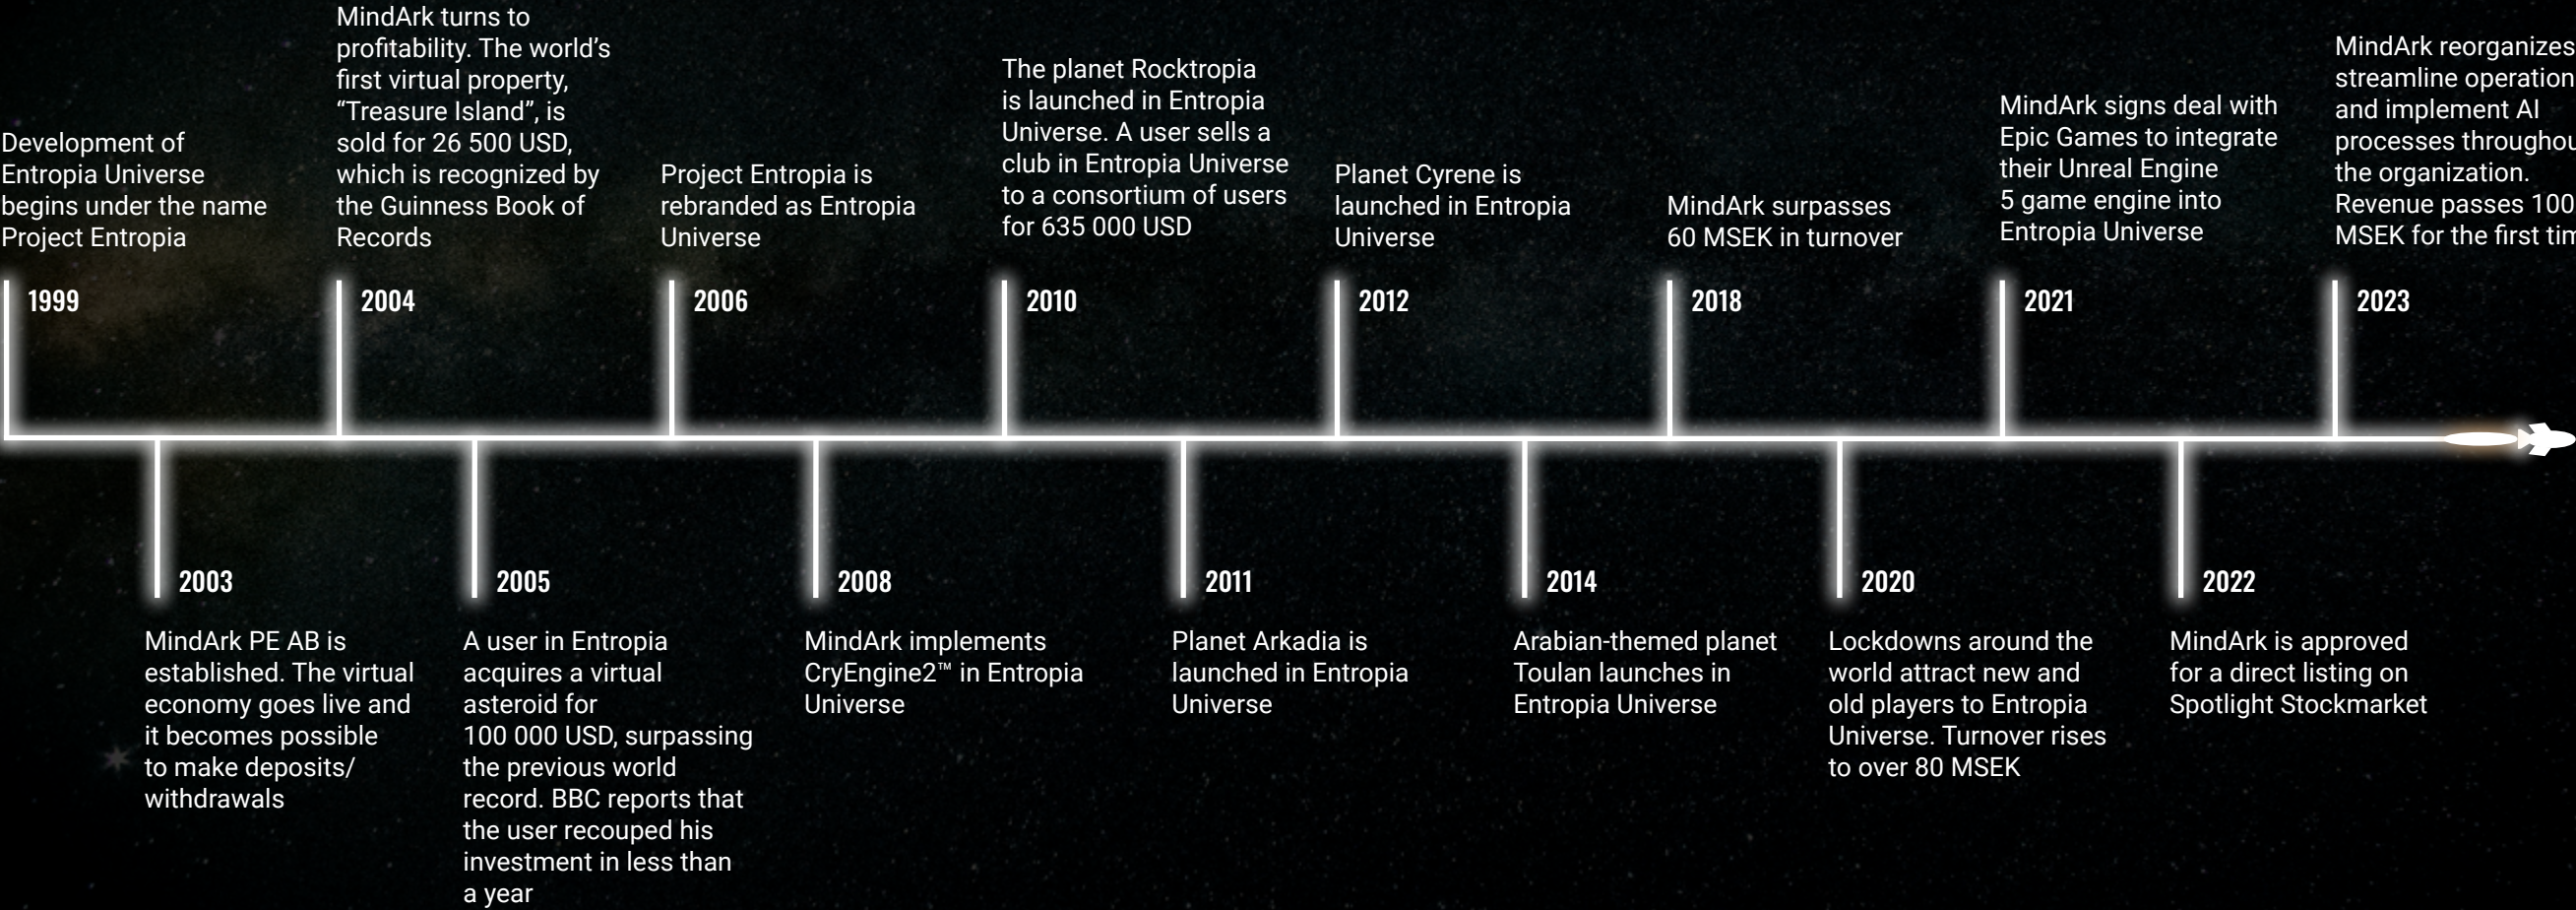 Development of
Entropia Universe
begins under the name
Project Entropia
1999
MindArk PE AB is
established. The virtual
economy goes live and
it becomes possible
to make deposits/
withdrawals
2003
MindArk turns to
profitability. The world’s
first virtual property,
“Treasure Island”, is
sold for 26 500 USD,
which is recognized by
the Guinness Book of
Records
2004
2005
A user in Entropia
acquires a virtual
asteroid for
100 000 USD, surpassing
the previous world
record. BBC reports that
the user recouped his
investment in less than
a year
Project Entropia is
rebranded as Entropia
Universe
2006
2008
MindArk implements
CryEngine2™ in Entropia
Universe
The planet Rocktropia
is launched in Entropia
Universe. A user sells a
club in Entropia Universe
to a consortium of users
for 635 000 USD
2010
2011
Planet Arkadia is
launched in Entropia
Universe
Planet Cyrene is
launched in Entropia
Universe
2012
2014
Arabian-themed planet
Toulan launches in
Entropia Universe
MindArk surpasses
60 MSEK in turnover
2018
2020
Lockdowns around the
world attract new and
old players to Entropia
Universe. Turnover rises
to over 80 MSEK
MindArk signs deal with
Epic Games to integrate
their Unreal Engine
5 game engine into
Entropia Universe
2021
2022
MindArk is approved
for a direct listing on
Spotlight Stockmarket
MindArk reorganizes
streamline operation
and implement AI
processes throughou
the organization.
Revenue passes 100
MSEK for the first tim
2023